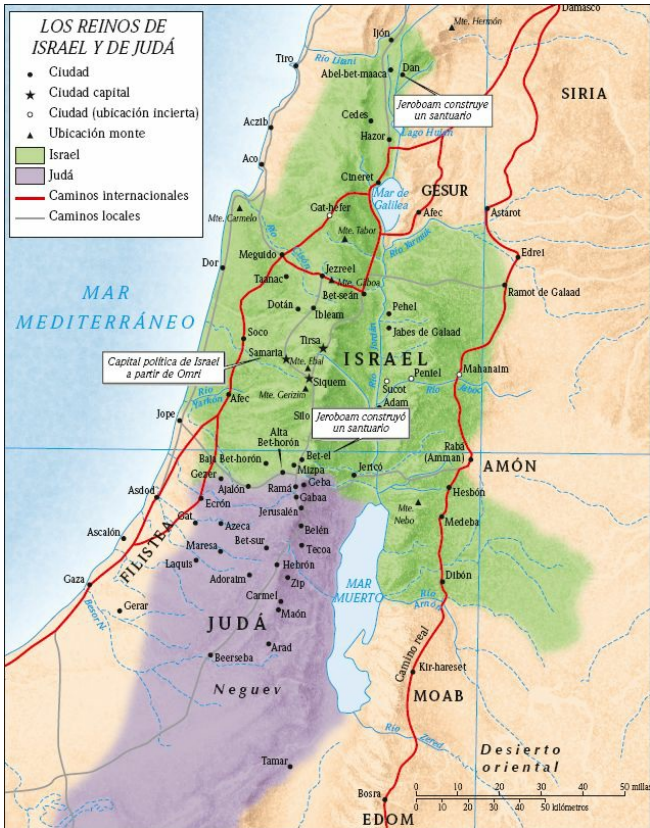 LOS REINOS DE
ISRAEL Y DE JUDÁ
Ciudad
Ciudad capital
Ciudad (ubicación incierta)
Ubicación monte
Israel
Judá
Caminos internacionales
Caminos locales
Damasco
Mte. Hermón
Ijón
Río Litani
Tiro
Abel-bet-maaca
Dan
Jeroboam construye
un santuario
SIRIA
Cedes
Aczib
Hazor
Lago Hulen
Aco
Cineret
Mar de
Galilea
GESUR
Gat-hefer
Afec
Astarot
Mte. Carmelo
Mte. Tabor
Río Yarmuk
Río
Meguido
Edrei
Dor
Taanac
Jezreel
Mte. Gilboa
Bet-seán
Ramot de Galaad
MAR
MEDITERRÁNEO
Dotán
Ibleam
Pehel
Jabes de Galaad
Soco
Tirsa
Jordán
Samaria
Mte. Ebal
ISRAEL
Capital política de Israel
a partir de Omri
Siquem
Peniel
Mahanaim
Sucot
Río
Jaboc
Río
Yarkón
Afec
Mte. Gerizim
Adam
Jope
Silo
Jeroboam construyó
un santuario
Alta
Bet-horón
Baja Bet-horón
Bet-el
Mizpa
Rabá
(Amman)
AMÓN
Gezer
Jericó
Ajalón
Ramá
Geba
Hesbón
Asdod
Ecrón
Gabaa
Mte.
Nebo
Gat
Azeca
Jerusalén
Medeba
Ascalón
FILISTEA
Belén
Maresa
Bet-sur
Tecoa
Laquis
Hebrón
Gaza
Adoraim
Zip
MAR
MUERTO
Dibón
Besor N.
Gerar
Carmel
Maón
Río
Arnón
JUDÁ
Arad
Camino real
Beerseba
Kir-hareset
Neguev
MOAB
Río
Zered
Desierto
oriental
Tamar
Bosra
EDOM
0 10 20 30 40 50 millas
0 10 20 30 40 50 kilómetros